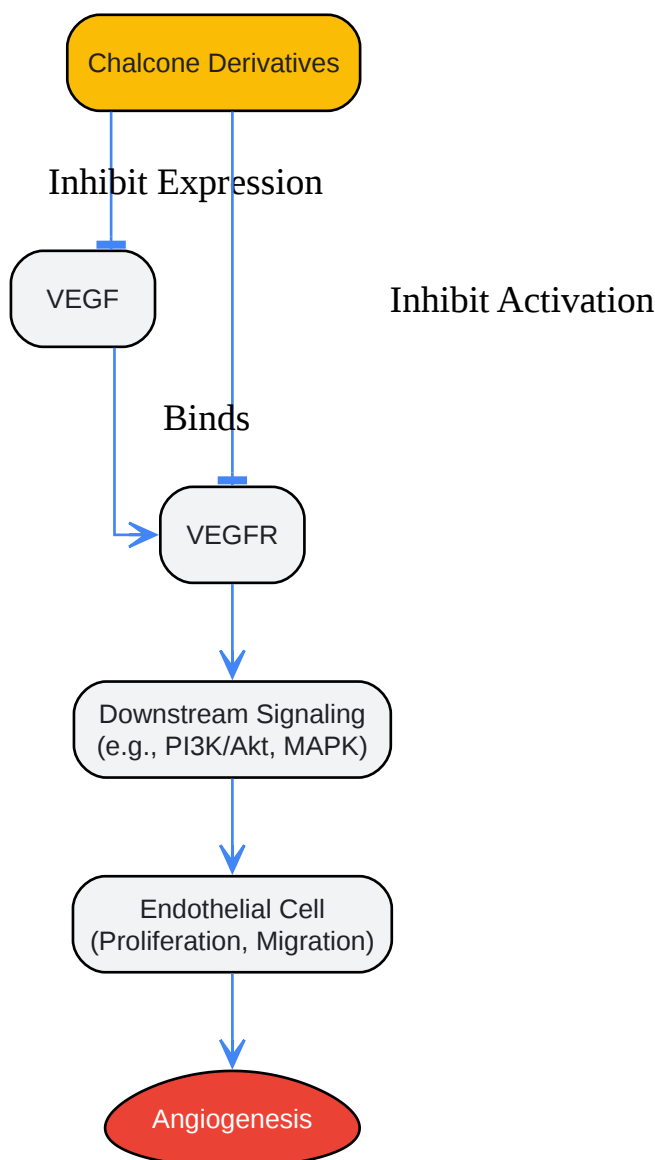 Chalcone Derivatives
Inhibit Expression
VEGF
Inhibit Activation
Binds
VEGFR
Downstream Signaling
(e.g., PI3K/Akt, MAPK)
Endothelial Cell
(Proliferation, Migration)
Angiogenesis